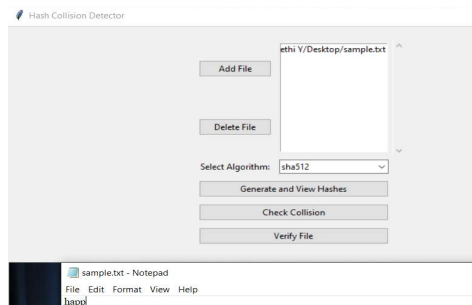 Hash Collision Detector
ethi Y/Desktop/sample.txt
Add File
Delete File
Select Algorithm: sha512
Generate and View Hashes
Check Collision
Verify File
sample.txt - Notepad
File Edit Format View Help
happ